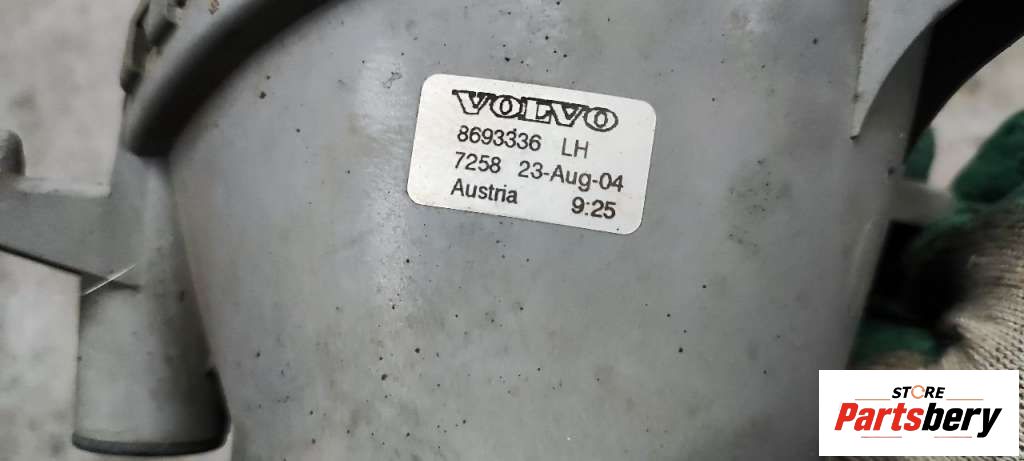 VOLVO
8693336 LH
7258 23-Aug-04
Austria 9:25
STORE
Partsbery